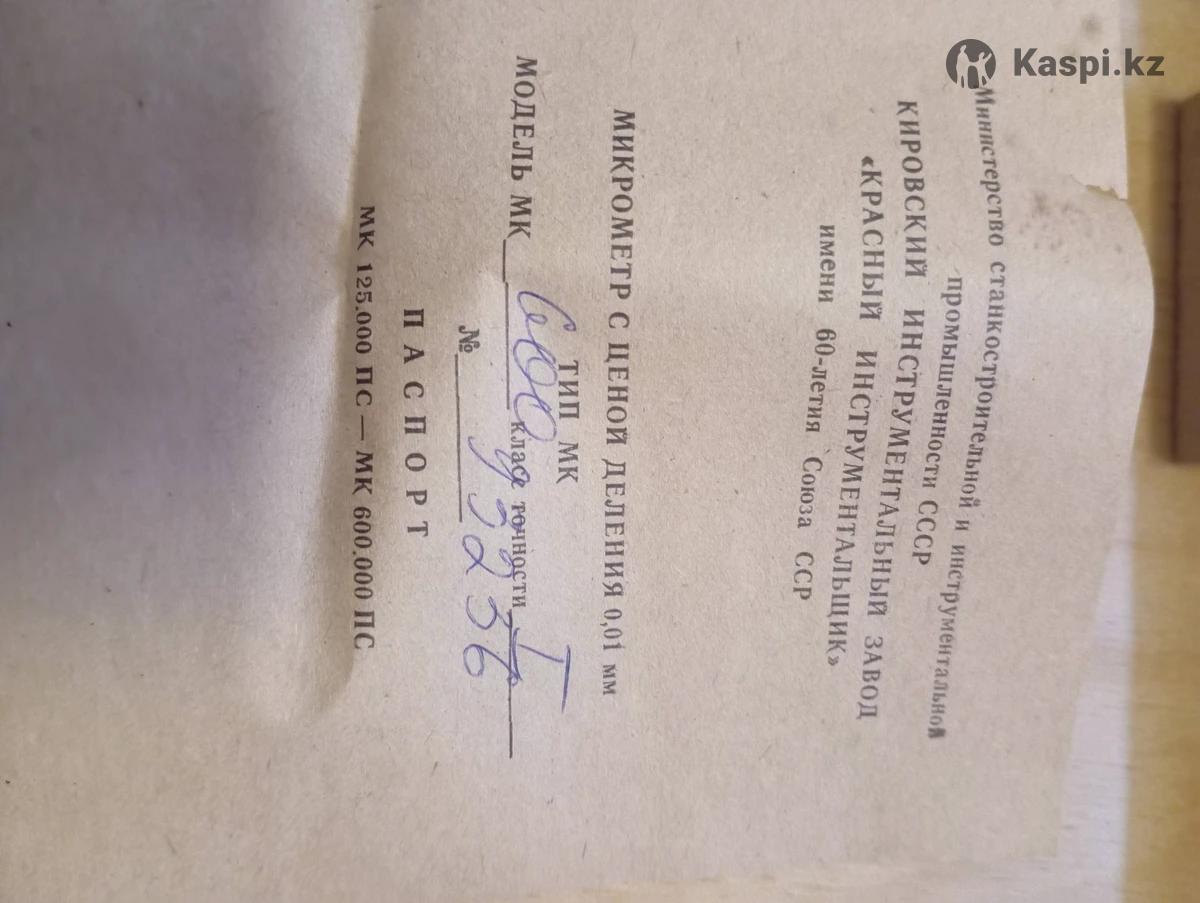 Kaspi.kz
Министерство станкостроительной и инструментальной
промышленности СССР
КИРОВСКИЙ ИНСТРУМЕНТАЛЬНЫЙ ЗАВОД
«КРАСНЫЙ ИНСТРУМЕНТАЛЬЩИК»
имени 60-летия Союза ССР
МИКРОМЕТР С ЦЕНОЙ ДЕЛЕНИЯ 0,01 мм
ТИП МК
МОДЕЛЬ МК 600 класс точности I
№ 93236
ПАСПОРТ
МК 125.000 ПС — МК 600.000 ПС